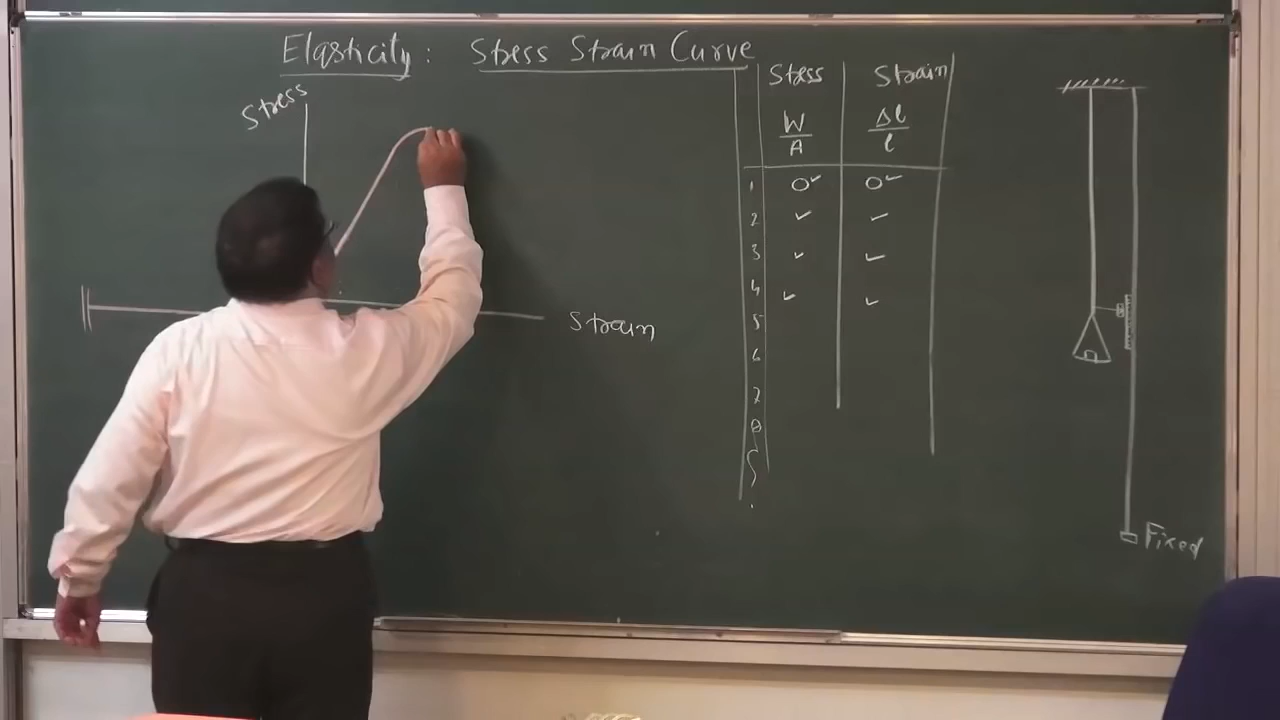 Elasticity : Stress Strain Curve
Stress
Strain
Stress Strain
W/A Δl/l
1 0✓ 0✓
2 ✓ ✓
3 ✓ ✓
4 ✓ ✓
5
6
7
8
Fixed